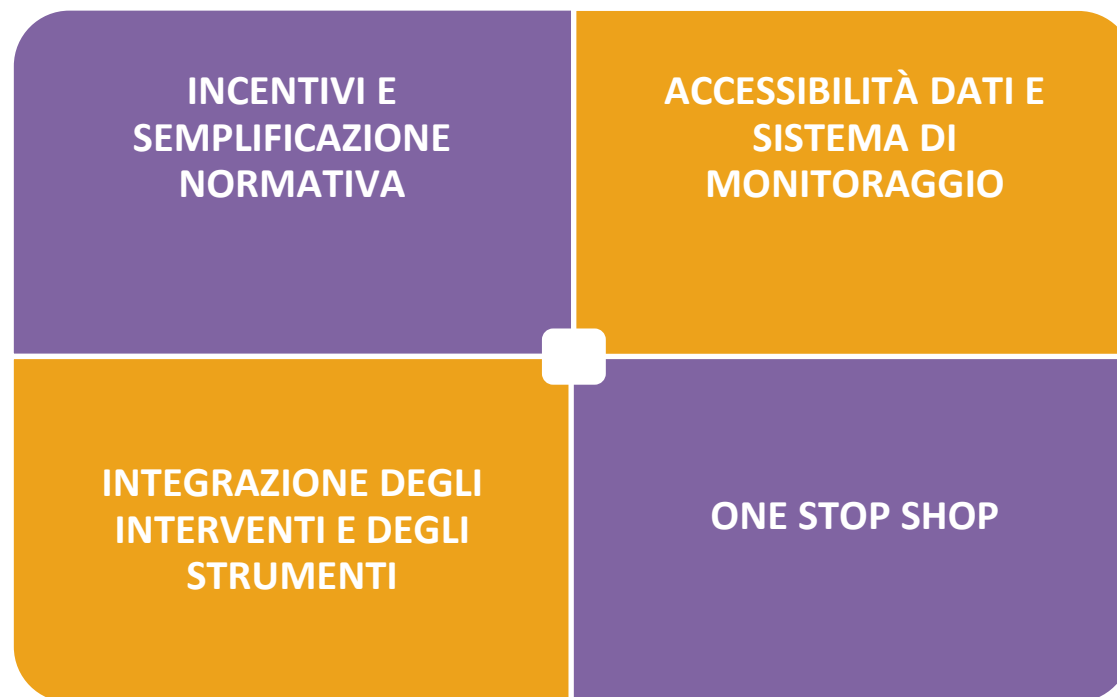 INCENTIVI E
SEMPLIFICAZIONE
NORMATIVA
ACCESSIBILITÀ DATI E
SISTEMA DI
MONITORAGGIO
INTEGRAZIONE DEGLI
INTERVENTI E DEGLI
STRUMENTI
ONE STOP SHOP